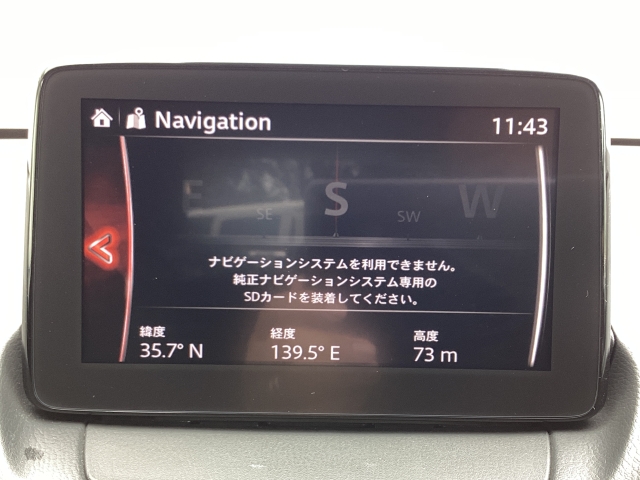 Navigation
11:43
E
SE
S
SW
W
ナビゲーションシステムを利用できません。
純正ナビゲーションシステム専用の
SDカードを装着してください。
緯度
経度
高度
35.7° N
139.5° E
73 m